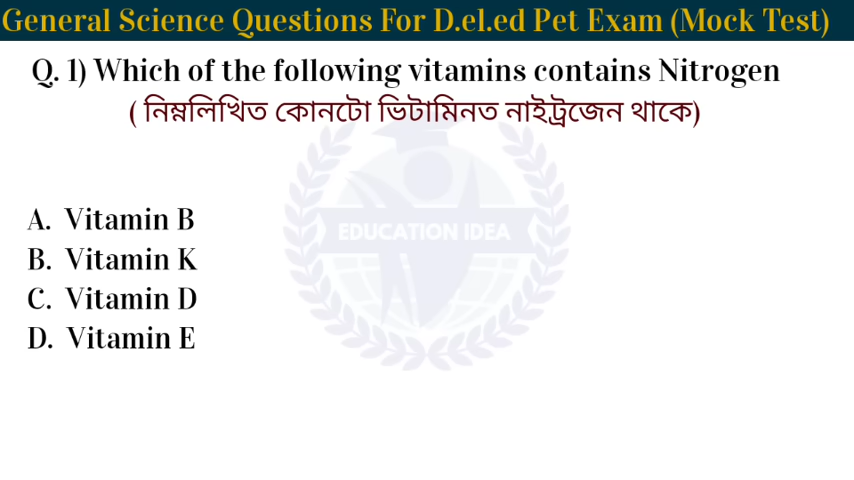 General Science Questions For D.el.ed Pet Exam (Mock Test)
Q. 1) Which of the following vitamins contains Nitrogen
( নিম্নলিখিত কোনটো ভিটামিনত নাইট্ৰজেন থাকে)
EDUCATION IDEA
A. Vitamin B
B. Vitamin K
C. Vitamin D
D. Vitamin E